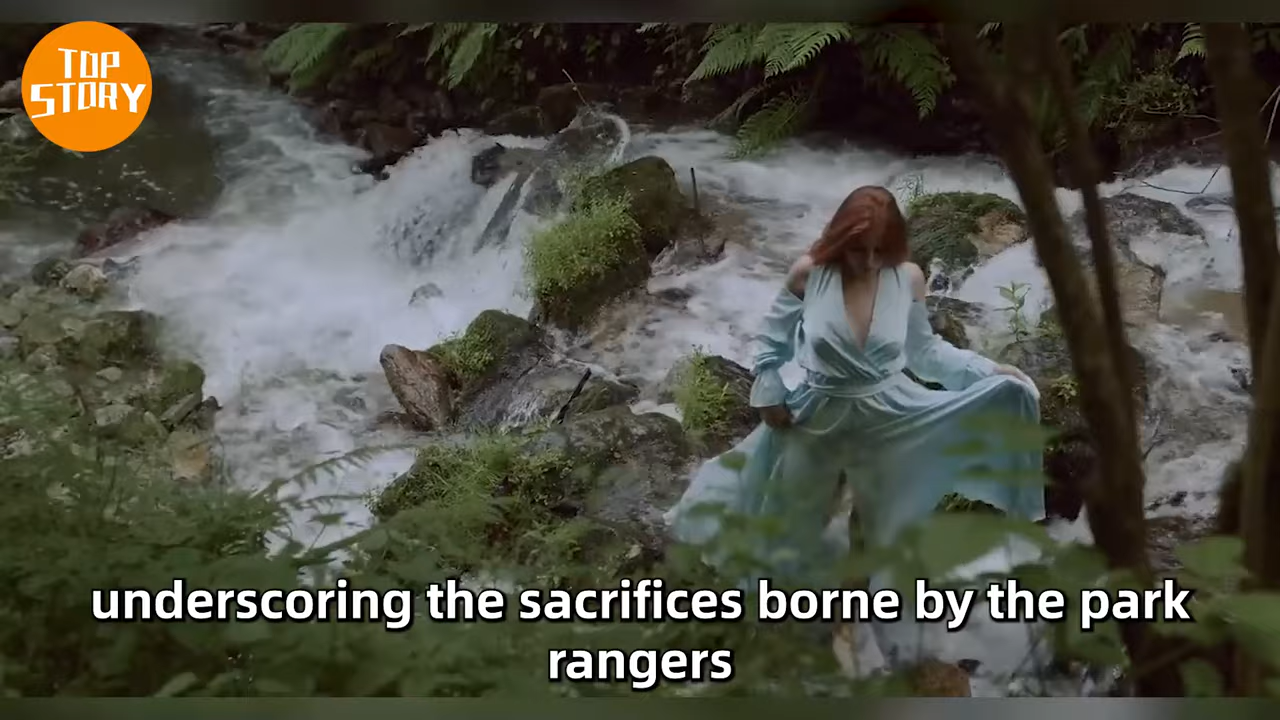 TOP
STORY
underscoring the sacrifices borne by the park
rangers